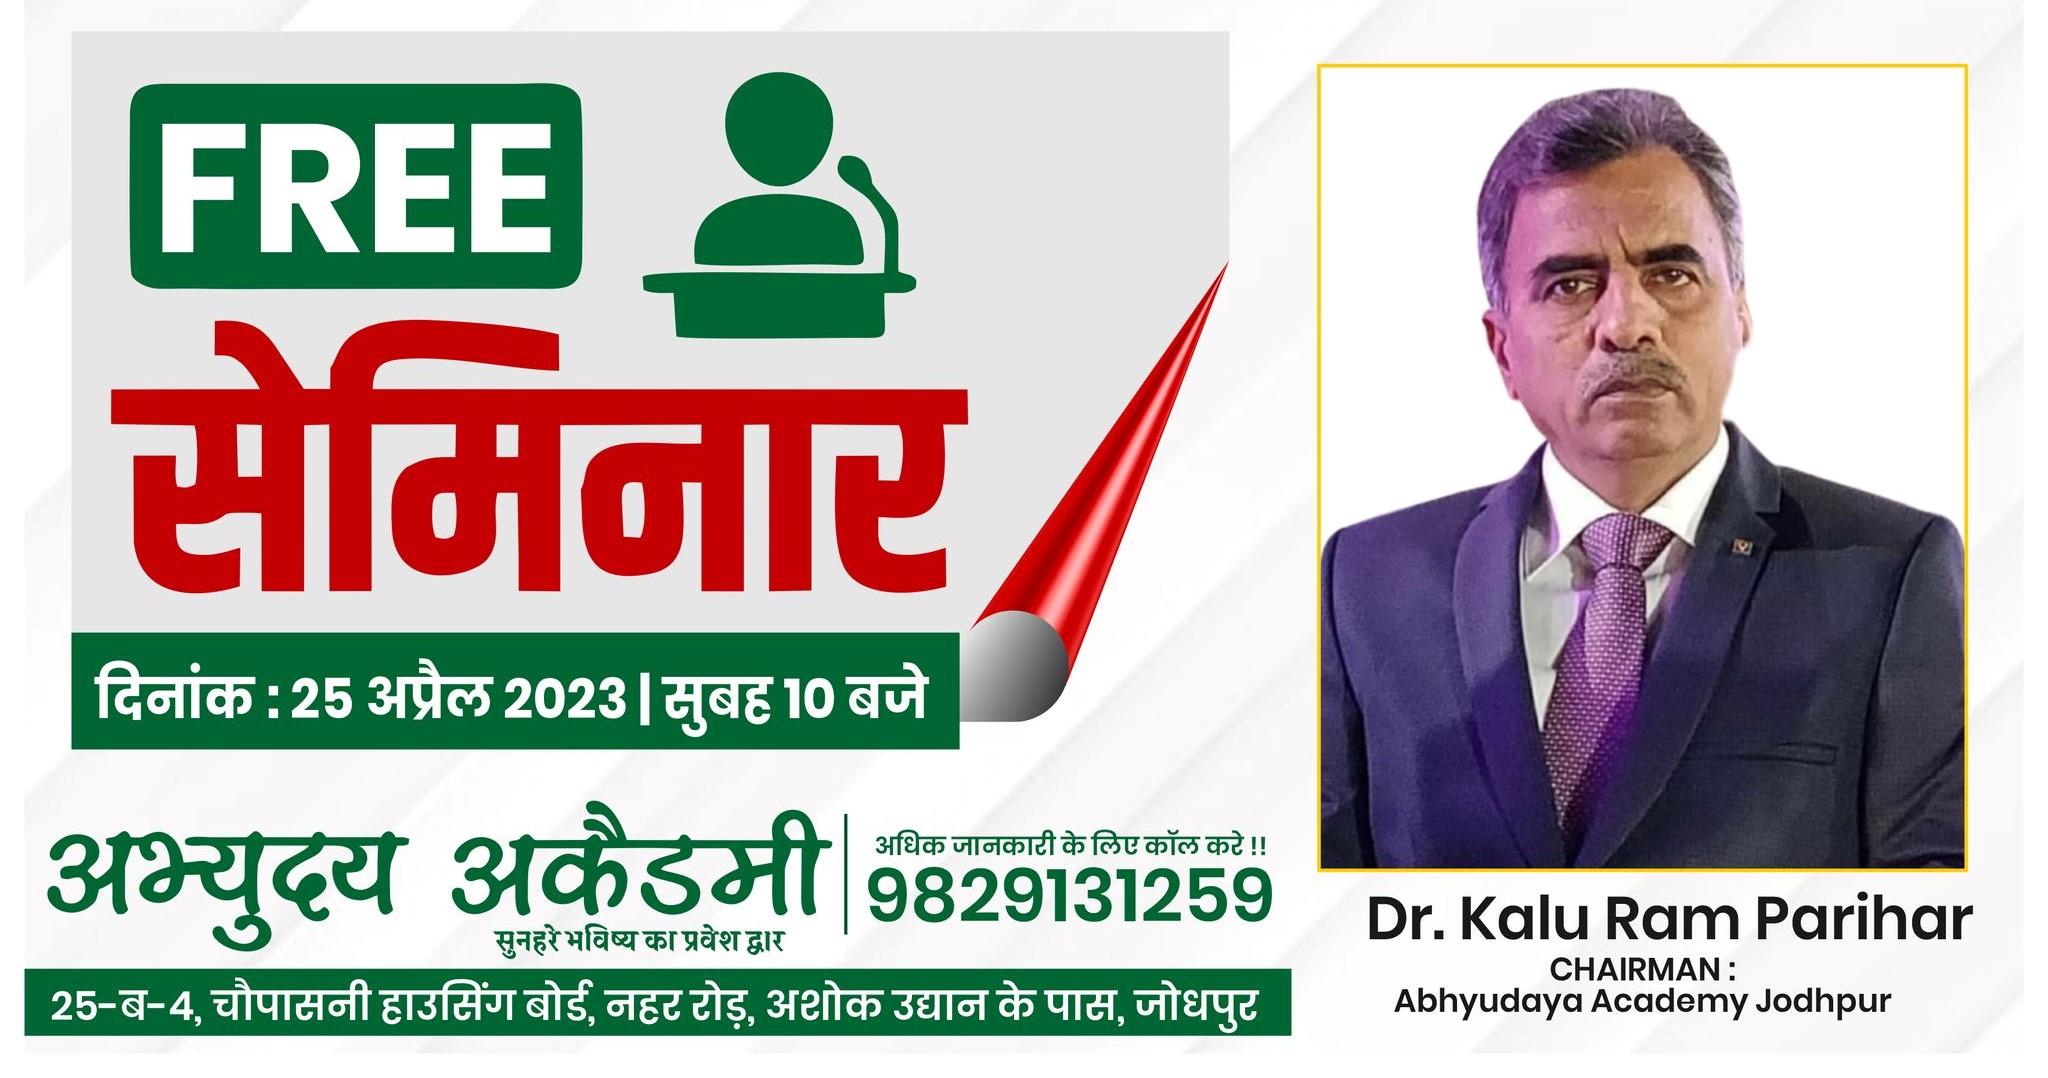 FREE
सेमिनार
दिनांक : 25 अप्रैल 2023 | सुबह 10 बजे
अभ्युदय अकैडमी
सुनहरे भविष्य का प्रवेश द्वार
अधिक जानकारी के लिए कॉल करे !!
9829131259
25-ब-4, चौपासनी हाउसिंग बोर्ड, नहर रोड़, अशोक उद्यान के पास, जोधपुर
Dr. Kalu Ram Parihar
CHAIRMAN :
Abhyudaya Academy Jodhpur